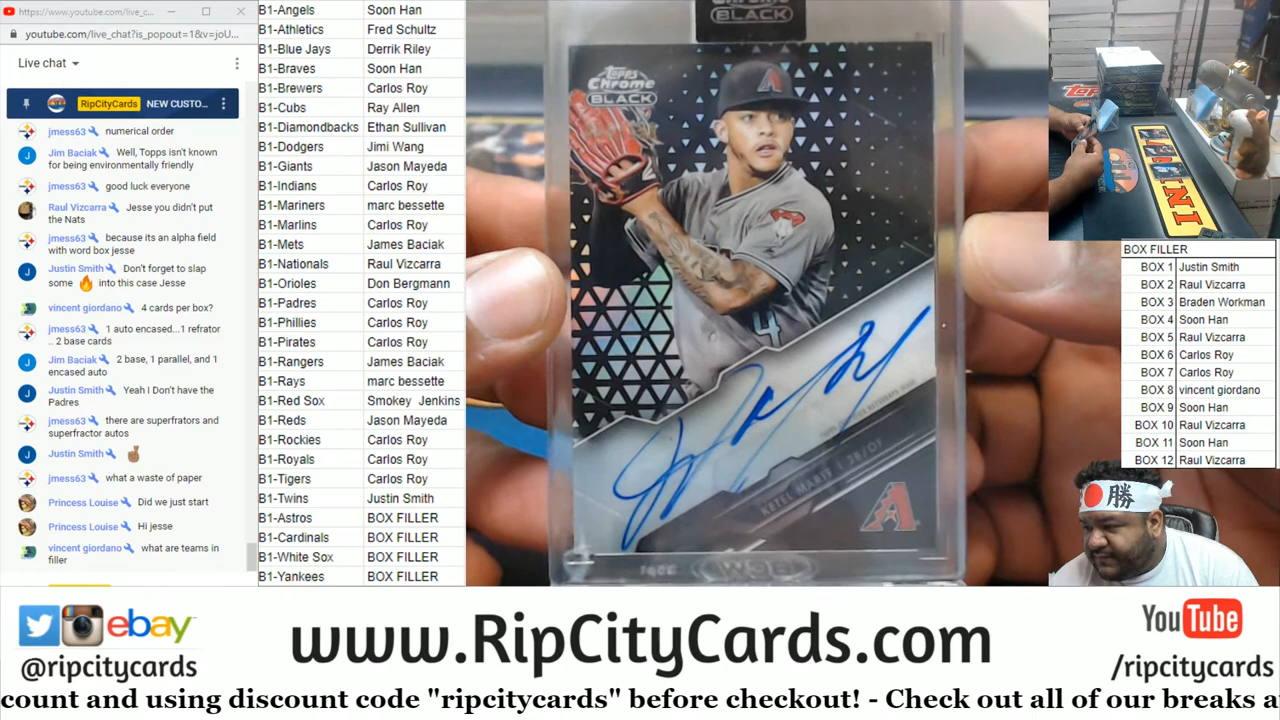 https://www.youtube.com/live_c...
youtube.com/live_chat?is_popout=1&v=joU...
Live chat
RipCityCards NEW CUSTO...
jmess63 numerical order
Jim Baciak Well, Topps isn't known
for being environmentally friendly
jmess63 good luck everyone
Raul Vizcarra Jesse you didn't put
the Nats
jmess63 because its an alpha field
with word box jesse
Justin Smith Don't forget to slap
some 🔥 into this case Jesse
vincent giordano 4 cards per box?
jmess63 1 auto encased...1 refrator
.. 2 base cards
Jim Baciak 2 base, 1 parallel, and 1
encased auto
Justin Smith Yeah I Don't have the
Padres
jmess63 there are superfrators and
superfractor autos
Justin Smith
jmess63 what a waste of paper
Princess Louise Did we just start
Princess Louise Hi jesse
vincent giordano what are teams in
filler
B1-Angels Soon Han
B1-Athletics Fred Schultz
B1-Blue Jays Derrik Riley
B1-Braves Soon Han
B1-Brewers Carlos Roy
B1-Cubs Ray Allen
B1-Diamondbacks Ethan Sullivan
B1-Dodgers Jimi Wang
B1-Giants Jason Mayeda
B1-Indians Carlos Roy
B1-Mariners marc bessette
B1-Marlins Carlos Roy
B1-Mets James Baciak
B1-Nationals Raul Vizcarra
B1-Orioles Don Bergmann
B1-Padres Carlos Roy
B1-Phillies Carlos Roy
B1-Pirates Carlos Roy
B1-Rangers James Baciak
B1-Rays marc bessette
B1-Red Sox Smokey Jenkins
B1-Reds Jason Mayeda
B1-Rockies Carlos Roy
B1-Royals Carlos Roy
B1-Tigers Carlos Roy
B1-Twins Justin Smith
B1-Astros BOX FILLER
B1-Cardinals BOX FILLER
B1-White Sox BOX FILLER
B1-Yankees BOX FILLER
CHROME
BLACK
Topps
Chrome
BLACK
4
KETEL MARTE | 2B/OF
A
BCW
PANINI
BOX FILLER
BOX 1 Justin Smith
BOX 2 Raul Vizcarra
BOX 3 Braden Workman
BOX 4 Soon Han
BOX 5 Raul Vizcarra
BOX 6 Carlos Roy
BOX 7 Carlos Roy
BOX 8 vincent giordano
BOX 9 Soon Han
BOX 10 Raul Vizcarra
BOX 11 Soon Han
BOX 12 Raul Vizcarra
勝
ebay
@ripcitycards
www.RipCityCards.com
YouTube
/ripcitycards
count and using discount code "ripcitycards" before checkout! - Check out all of our breaks a